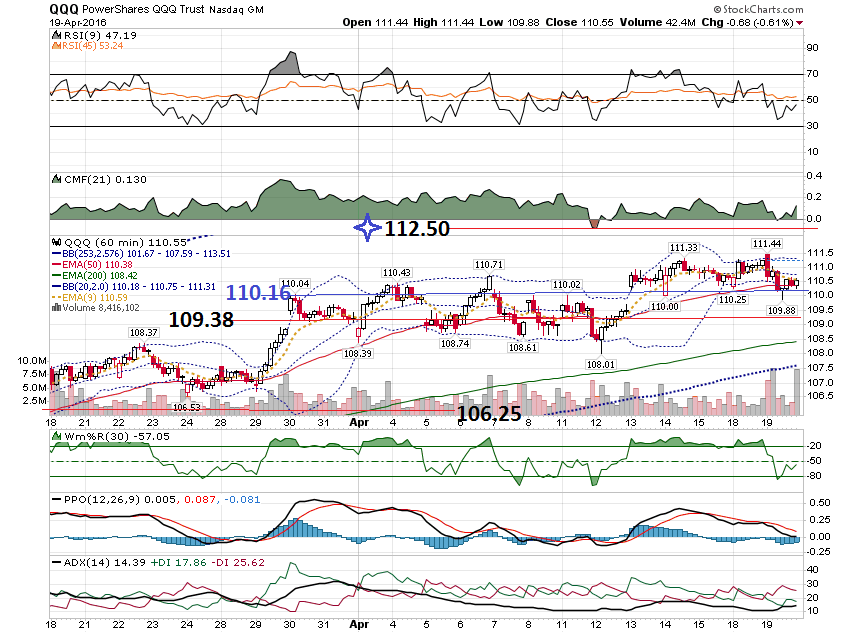 QQQ PowerShares QQQ Trust Nasdaq GM
© StockCharts.com
19-Apr-2016
Open 111.44 High 111.44 Low 109.88 Close 110.55 Volume 42.4M Chg -0.68 (-0.61%)
RSI(9) 47.19
RSI(45) 53.24
90
70
50
30
10
CMF(21) 0.130
0.4
0.2
0.0
112.50
QQQ (60 min) 110.55
BB(253,2.576) 101.67 - 107.59 - 113.51
EMA(50) 110.38
EMA(200) 108.42
BB(20,2.0) 110.18 - 110.75 - 111.31
EMA(9) 110.59
Volume 8,416,102
110.16
109.38
106.25
110.04
110.43
110.71
110.02
111.33
111.44
108.37
106.53
108.39
108.74
108.61
108.01
110.00
110.25
109.88
111.5
111.0
110.5
110.0
109.5
109.0
108.5
108.0
107.5
107.0
106.5
10.0M
7.5M
5.0M
2.5M
18 21 22 23 24 28 29 30 31 Apr 4 5 6 7 8 11 12 13 14 15 18 19
Wm%R(30) -57.05
-20
-50
-80
PPO(12,26,9) 0.005, 0.087, -0.081
0.50
0.25
0.00
-0.25
ADX(14) 14.39 +DI 17.86 -DI 25.62
40
30
20
10
18 21 22 23 24 28 29 30 31 Apr 4 5 6 7 8 11 12 13 14 15 18 19